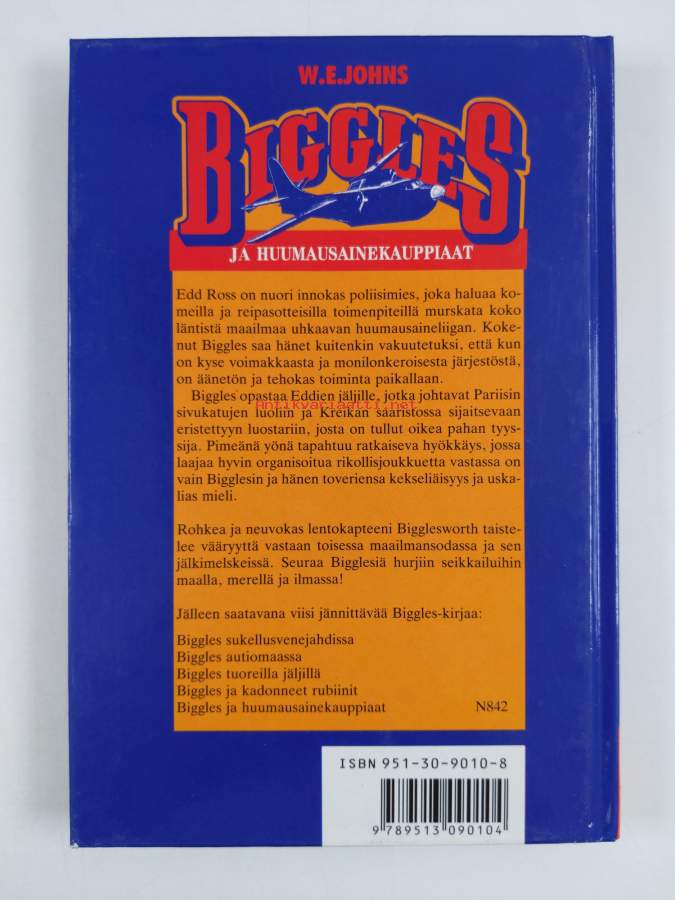 W.E.JOHNS
BIGGLES
JA HUUMAUSAINEKAUPPIAAT
Edd Ross on nuori innokas poliisimies, joka haluaa ko-
meilla ja reipasotteisilla toimenpiteillä murskata koko
läntistä maailmaa uhkaavan huumausaineliigan. Koke-
nut Biggles saa hänet kuitenkin vakuutetuksi, että kun
on kyse voimakkaasta ja monilonkeroisesta järjestöstä,
on äänetön ja tehokas toiminta paikallaan.
Biggles opastaa Eddien jäljille, jotka johtavat Pariisin
sivukatujen luoliin ja Kreikan saaristossa sijaitsevaan
Antikvariaatti.net
eristettyyn luostariin, josta on tullut oikea pahan tyys-
sija. Pimeänä yönä tapahtuu ratkaiseva hyökkäys, jossa
laajaa hyvin organisoitua rikollisjoukkuetta vastassa on
vain Bigglesin ja hänen toveriensa kekseliäisyys ja uska-
lias mieli.
Rohkea ja neuvokas lentokapteeni Bigglesworth taiste-
lee vääryyttä vastaan toisessa maailmansodassa ja sen
jälkimelskeissä. Seuraa Bigglesiä hurjiin seikkailuihin
maalla, merellä ja ilmassa!
Jälleen saatavana viisi jännittävää Biggles-kirjaa:
Biggles sukellusvenejahdissa
Biggles autiomaassa
Biggles tuoreilla jäljillä
Biggles ja kadonneet rubiinit
Biggles ja huumausainekauppiaat N842
ISBN 951-30-9010-8
9 789513 090104